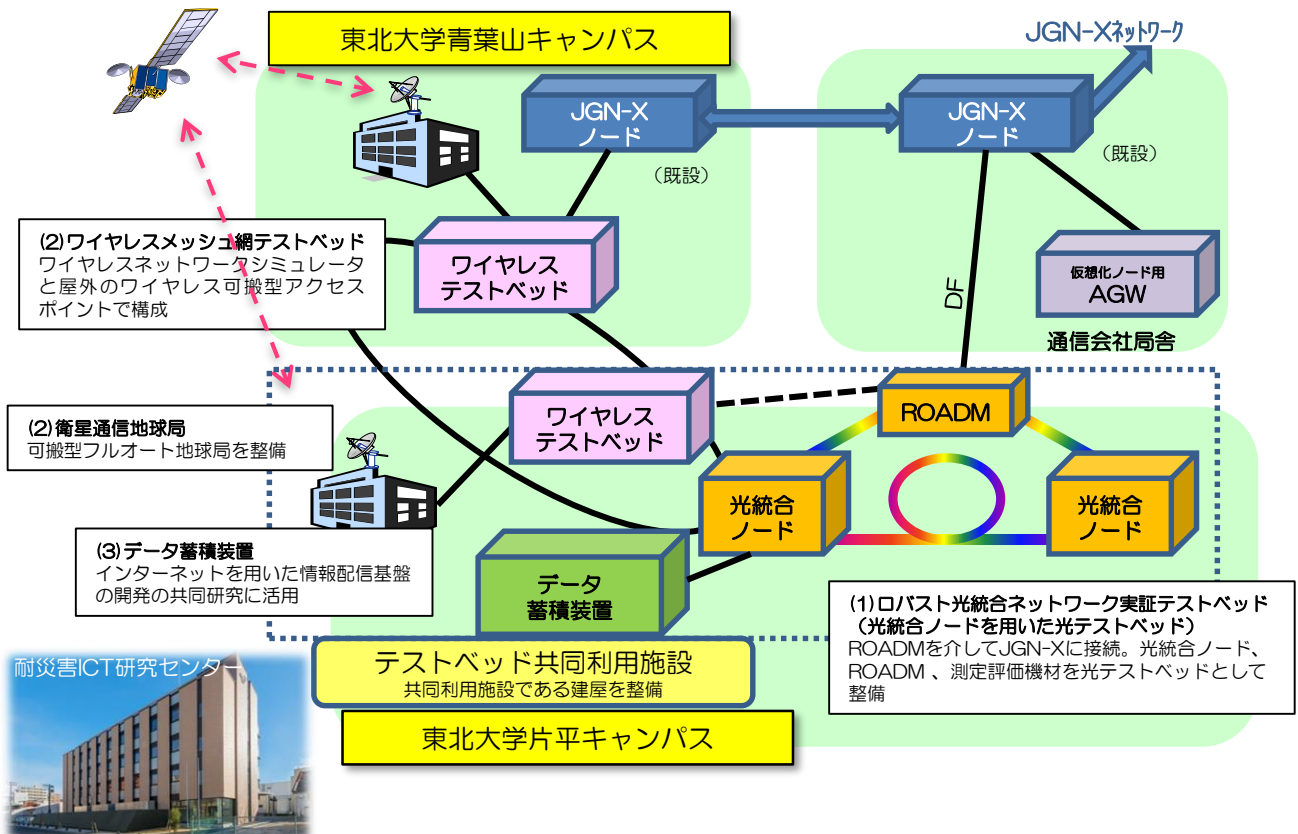 東北大学青葉山キャンパス
JGN-Xネットワーク
JGN-X
ノード
(既設)
JGN-X
ノード
(既設)
(2)ワイヤレスメッシュ網テストベッド
ワイヤレスネットワークシミュレータ
と屋外のワイヤレス可搬型アクセス
ポイントで構成
ワイヤレス
テストベッド
DF
仮想化ノード用
AGW
通信会社局舎
(2)衛星通信地球局
可搬型フルオート地球局を整備
ワイヤレス
テストベッド
ROADM
光統合
ノード
光統合
ノード
(3)データ蓄積装置
インターネットを用いた情報配信基盤
の開発の共同研究に活用
データ
蓄積装置
(1)ロバスト光統合ネットワーク実証テストベッド
(光統合ノードを用いた光テストベッド)
ROADMを介してJGN-Xに接続。光統合ノード、
ROADM 、測定評価機材を光テストベッドとして
整備
耐災害ICT研究センター
テストベッド共同利用施設
共同利用施設である建屋を整備
東北大学片平キャンパス